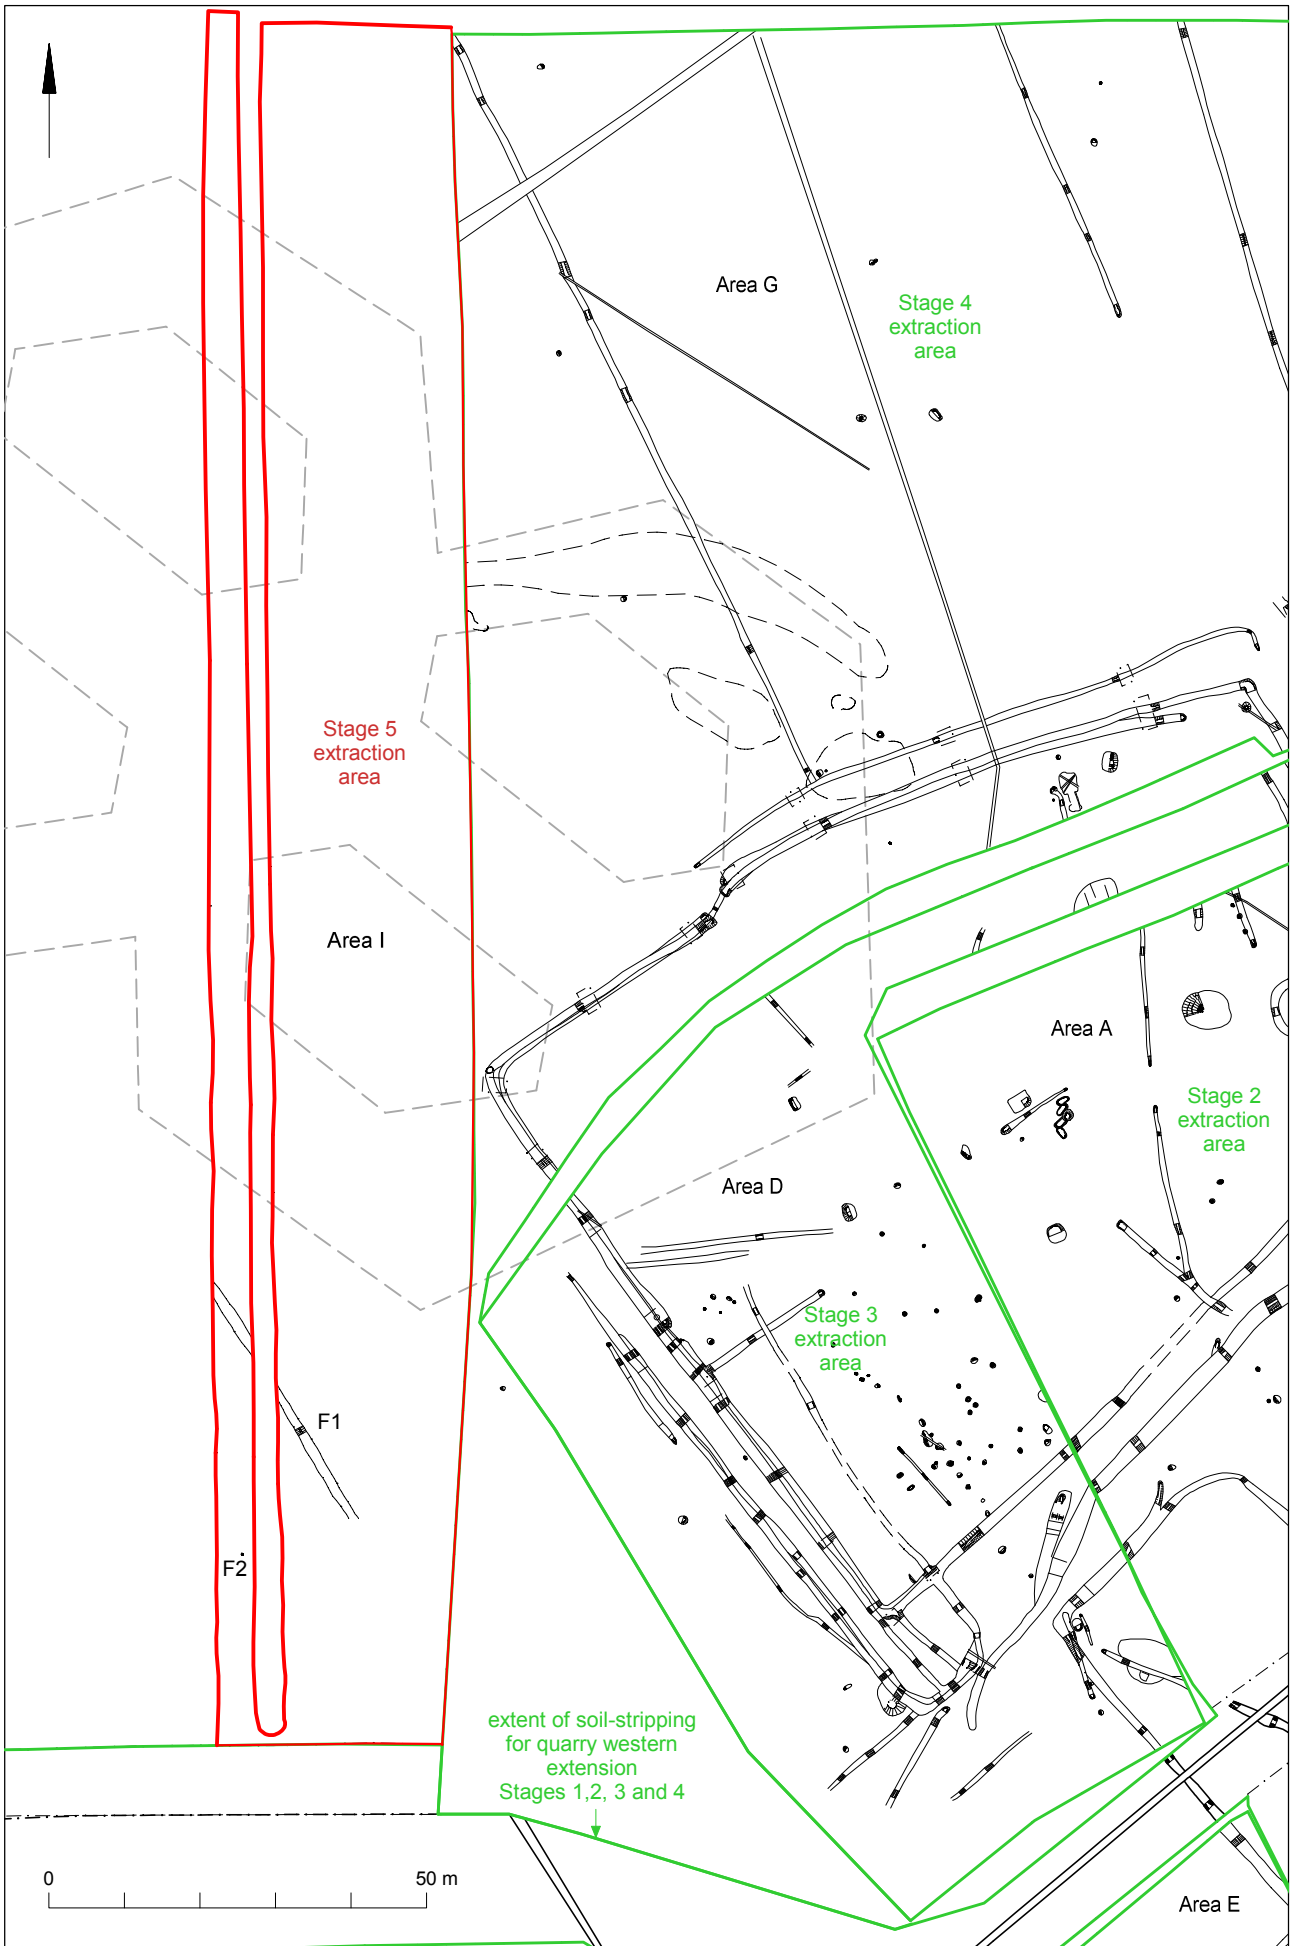 Area G
Stage 4
extraction
area
Stage 5
extraction
area
Area I
Area A
Stage 2
extraction
area
Area D
Stage 3
extraction
area
F1
F2
extent of soil-stripping
for quarry western
extension
Stages 1,2, 3 and 4
0
50 m
Area E